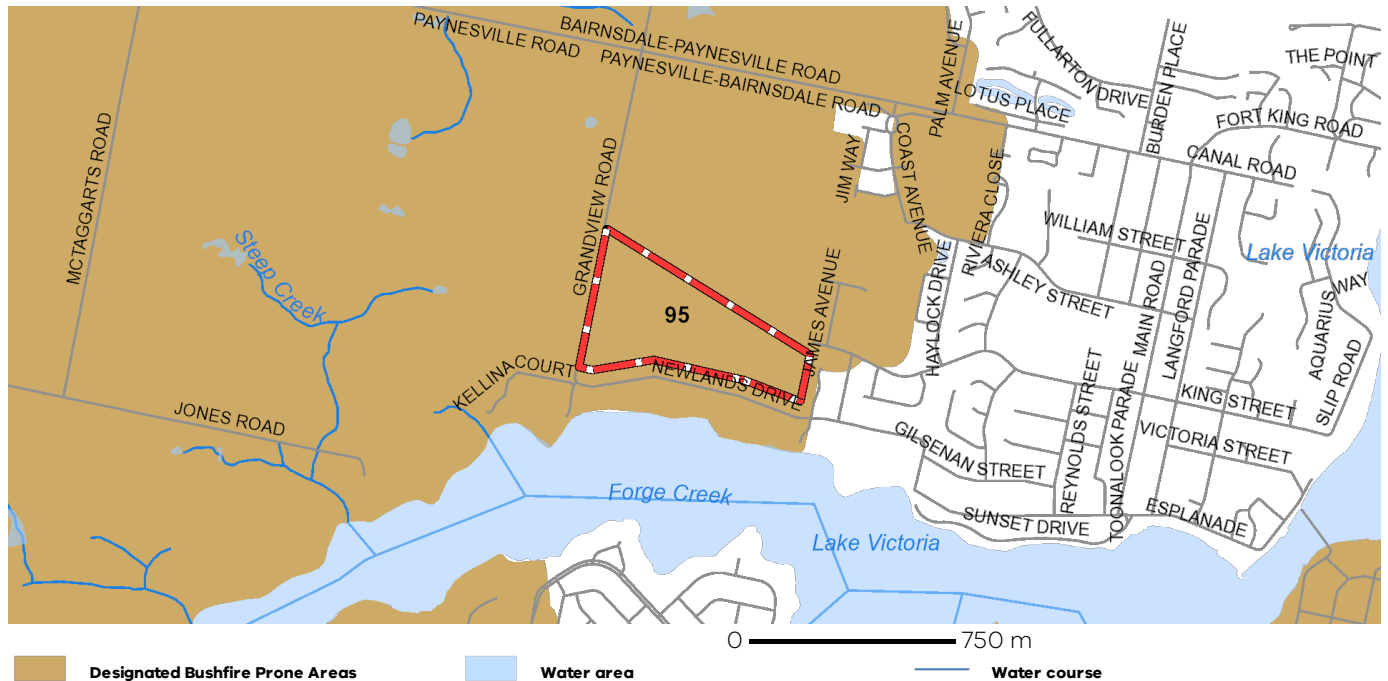 FULLARTON DRIVE
BURDEN PLACE
THE POINT
PAYNESVILLE ROAD
BAIRNSDALE-PAYNESVILLE ROAD
PAYNESVILLE-BAIRNSDALE ROAD
PALM AVENUE
LOTUS PLACE
FORT KING ROAD
CANAL ROAD
MCTAGGARTS ROAD
GRANDVIEW ROAD
JIM WAY
COAST AVENUE
RIVIERA CLOSE
WILLIAM STREET
LANGFORD PARADE
Lake Victoria
Steep Creek
HAYLOCK DRIVE
ASHLEY STREET
MAIN ROAD
AQUARIUS WAY
95
JAMES AVENUE
SLIP ROAD
KELLINA COURT
NEWLANDS DRIVE
REYNOLDS STREET
TOONALOOK PARADE
KING STREET
JONES ROAD
GILSENAN STREET
VICTORIA STREET
Forge Creek
SUNSET DRIVE
ESPLANADE
Lake Victoria
0 750 m
Designated Bushfire Prone Areas Water area Water course